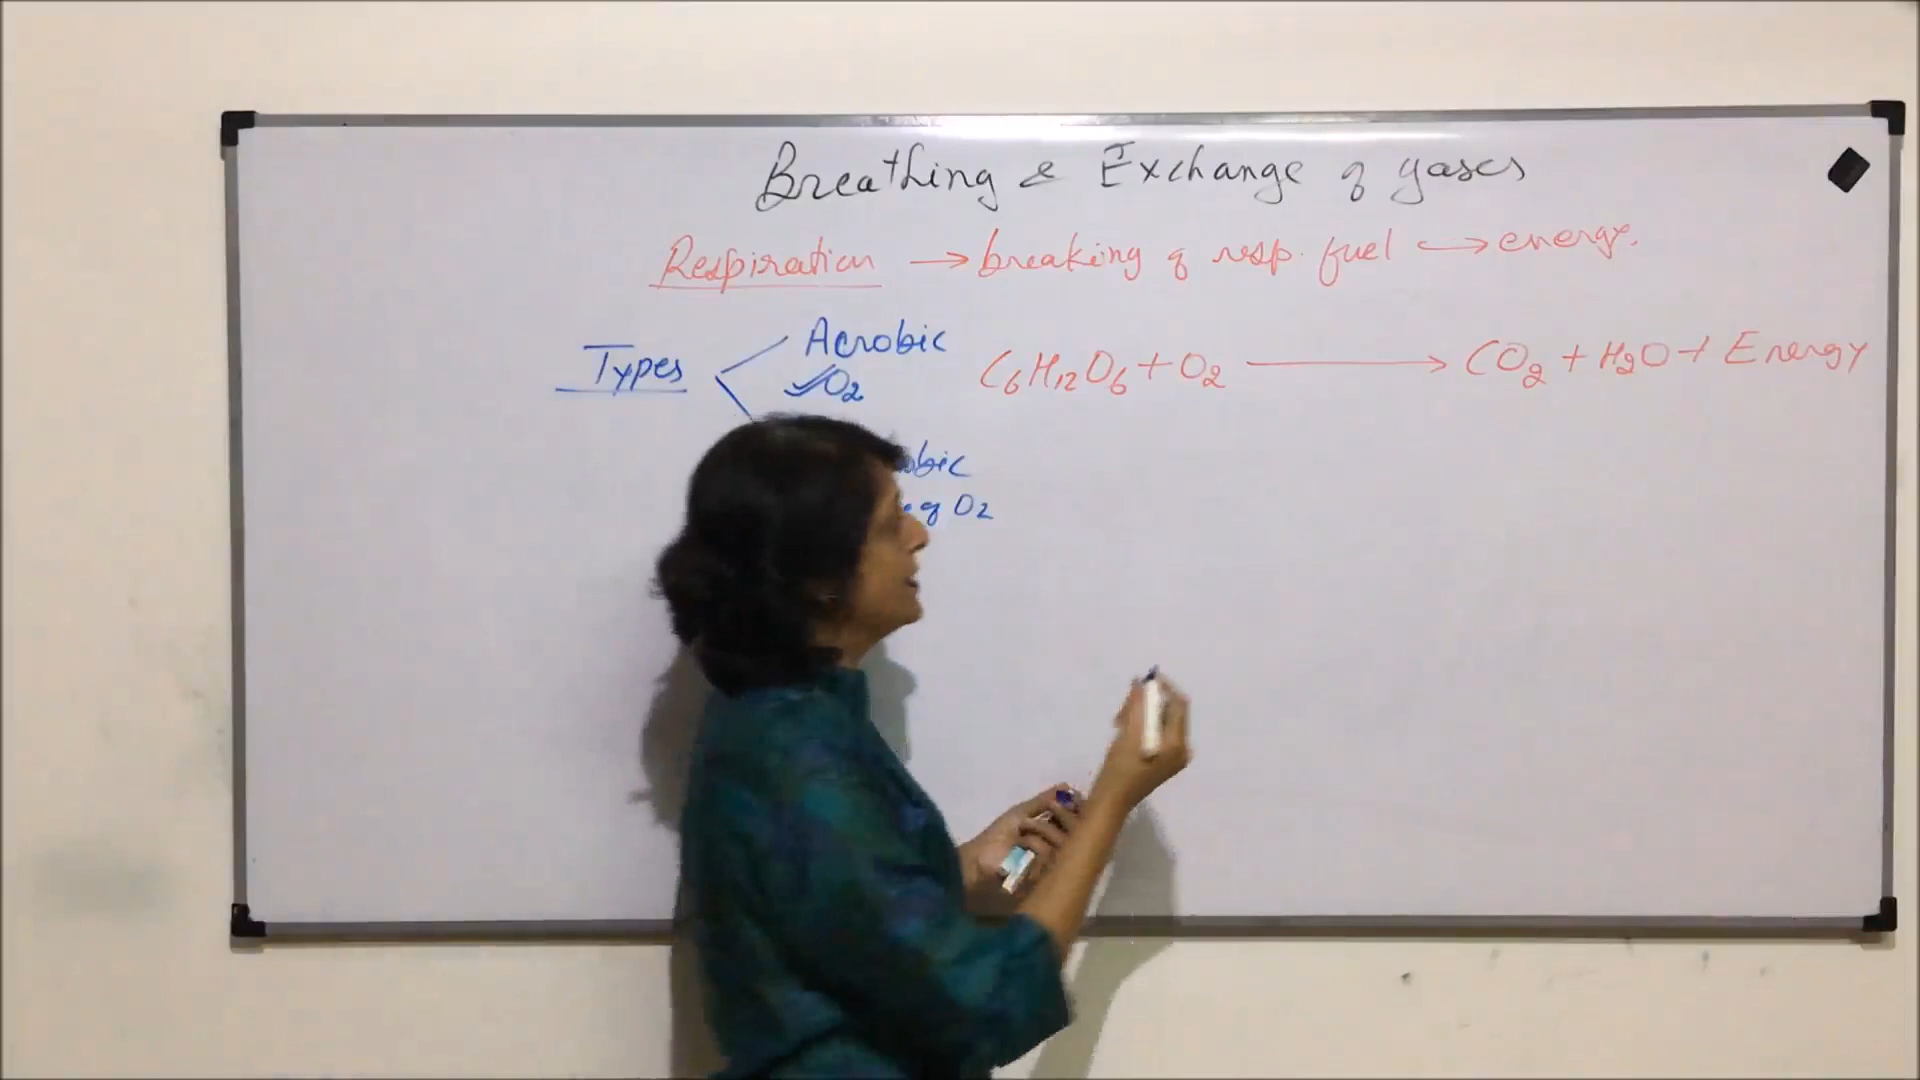 Breathing & Exchange of gases
Respiration → breaking of resp. fuel → energy.
Types
Aerobic
✓O₂
C₆H₁₂O₆ + O₂ → CO₂ + H₂O + Energy
obic
of O₂